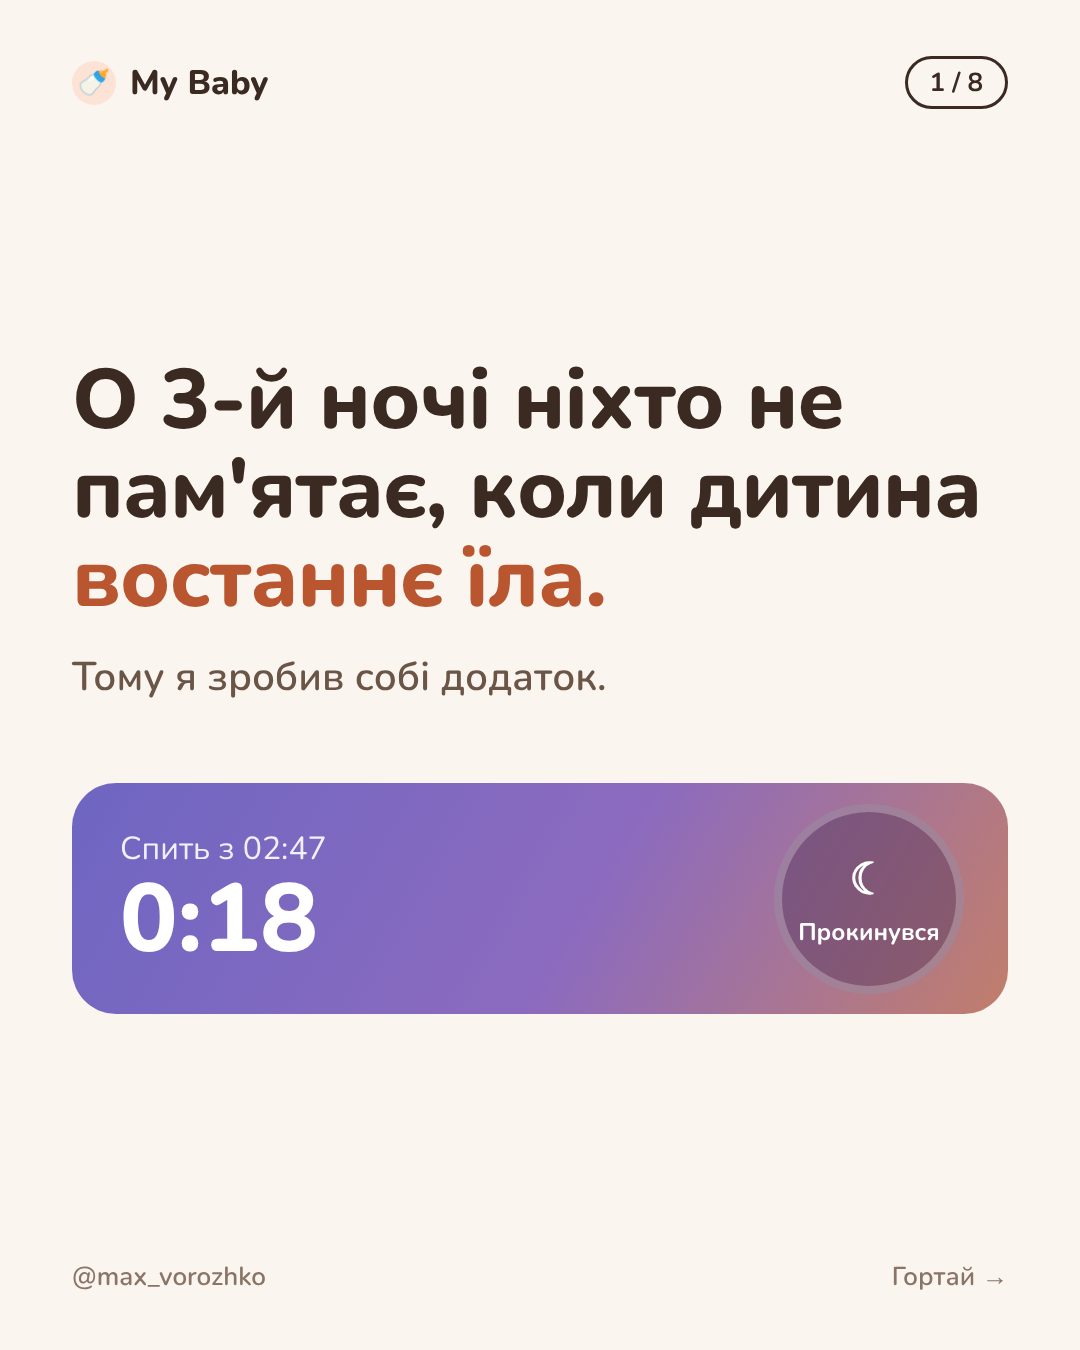 My Baby
1 / 8
О 3-й ночі ніхто не
пам'ятає, коли дитина
востаннє їла.
Тому я зробив собі додаток.
Спить з 02:47
0:18
Прокинувся
@max_vorozhko
Гортай →